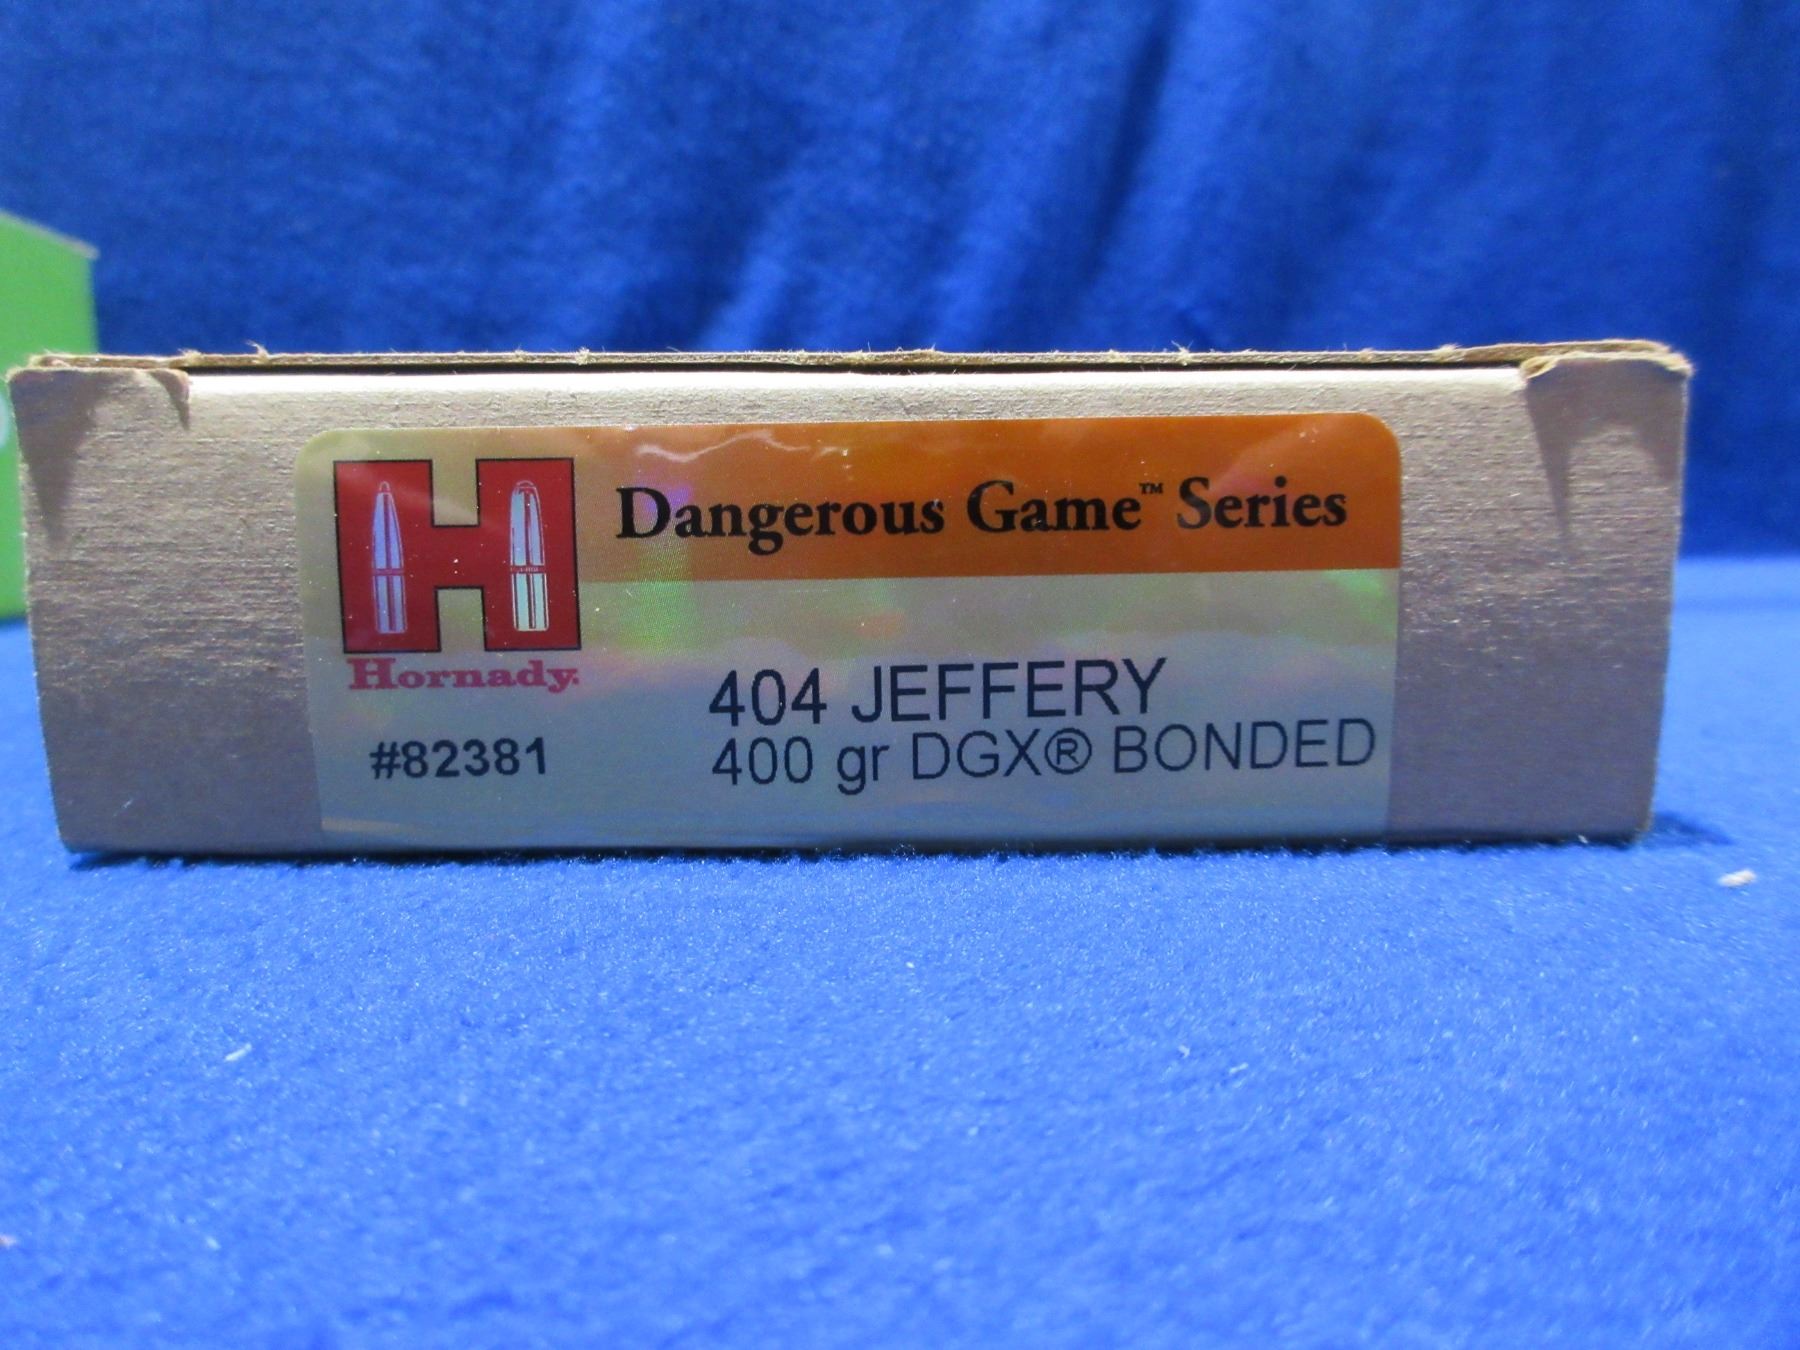 Dangerous Game™ Series
H
Hornady.
404 JEFFERY
#82381 400 gr DGX® BONDED